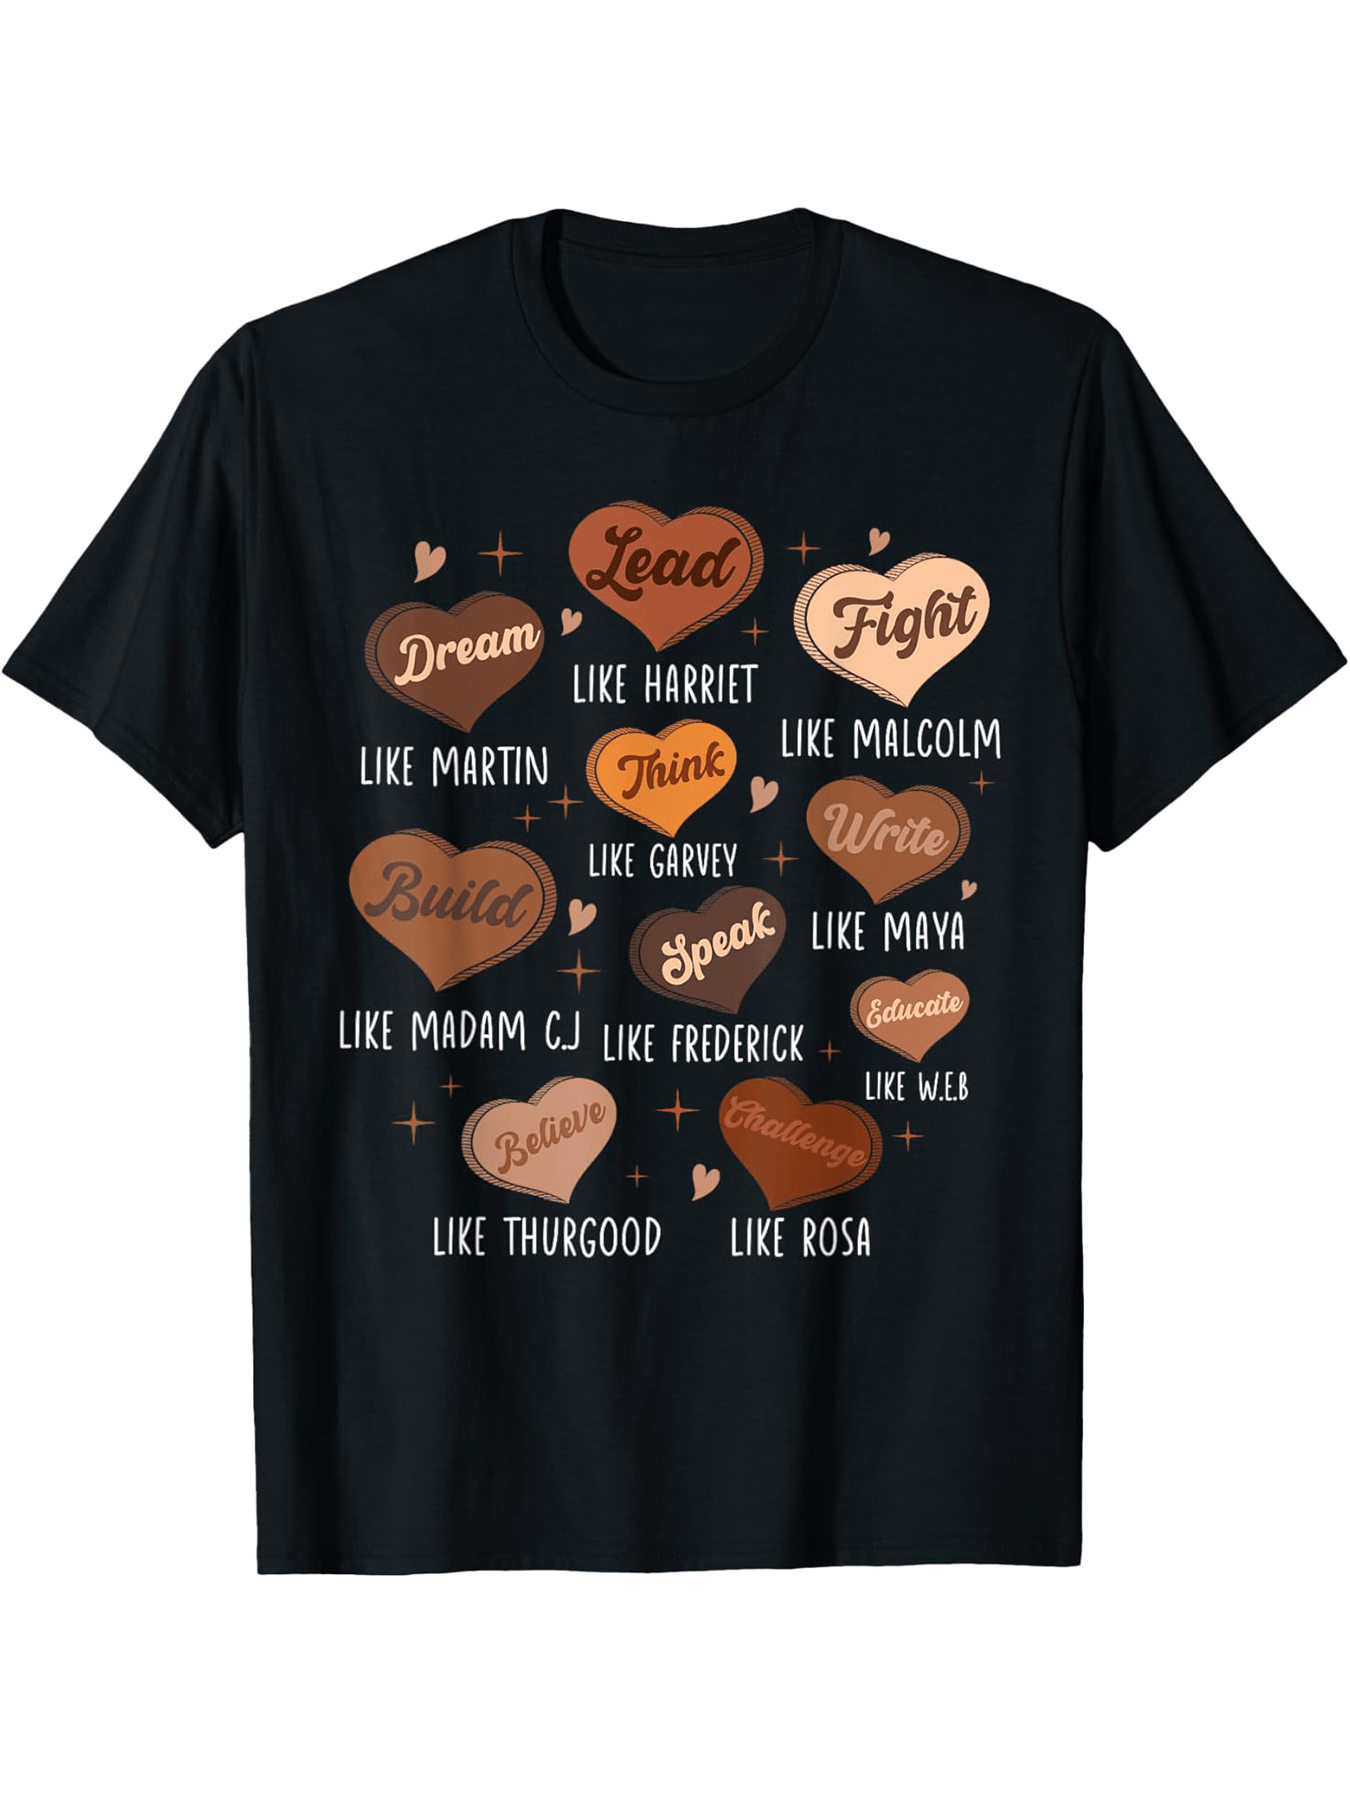 Lead
LIKE HARRIET
Dream
LIKE MARTIN
Fight
LIKE MALCOLM
Think
LIKE GARVEY
Write
LIKE MAYA
Build
LIKE MADAM C.J
Speak
LIKE FREDERICK
Educate
LIKE W.E.B
Believe
LIKE THURGOOD
Challenge
LIKE ROSA